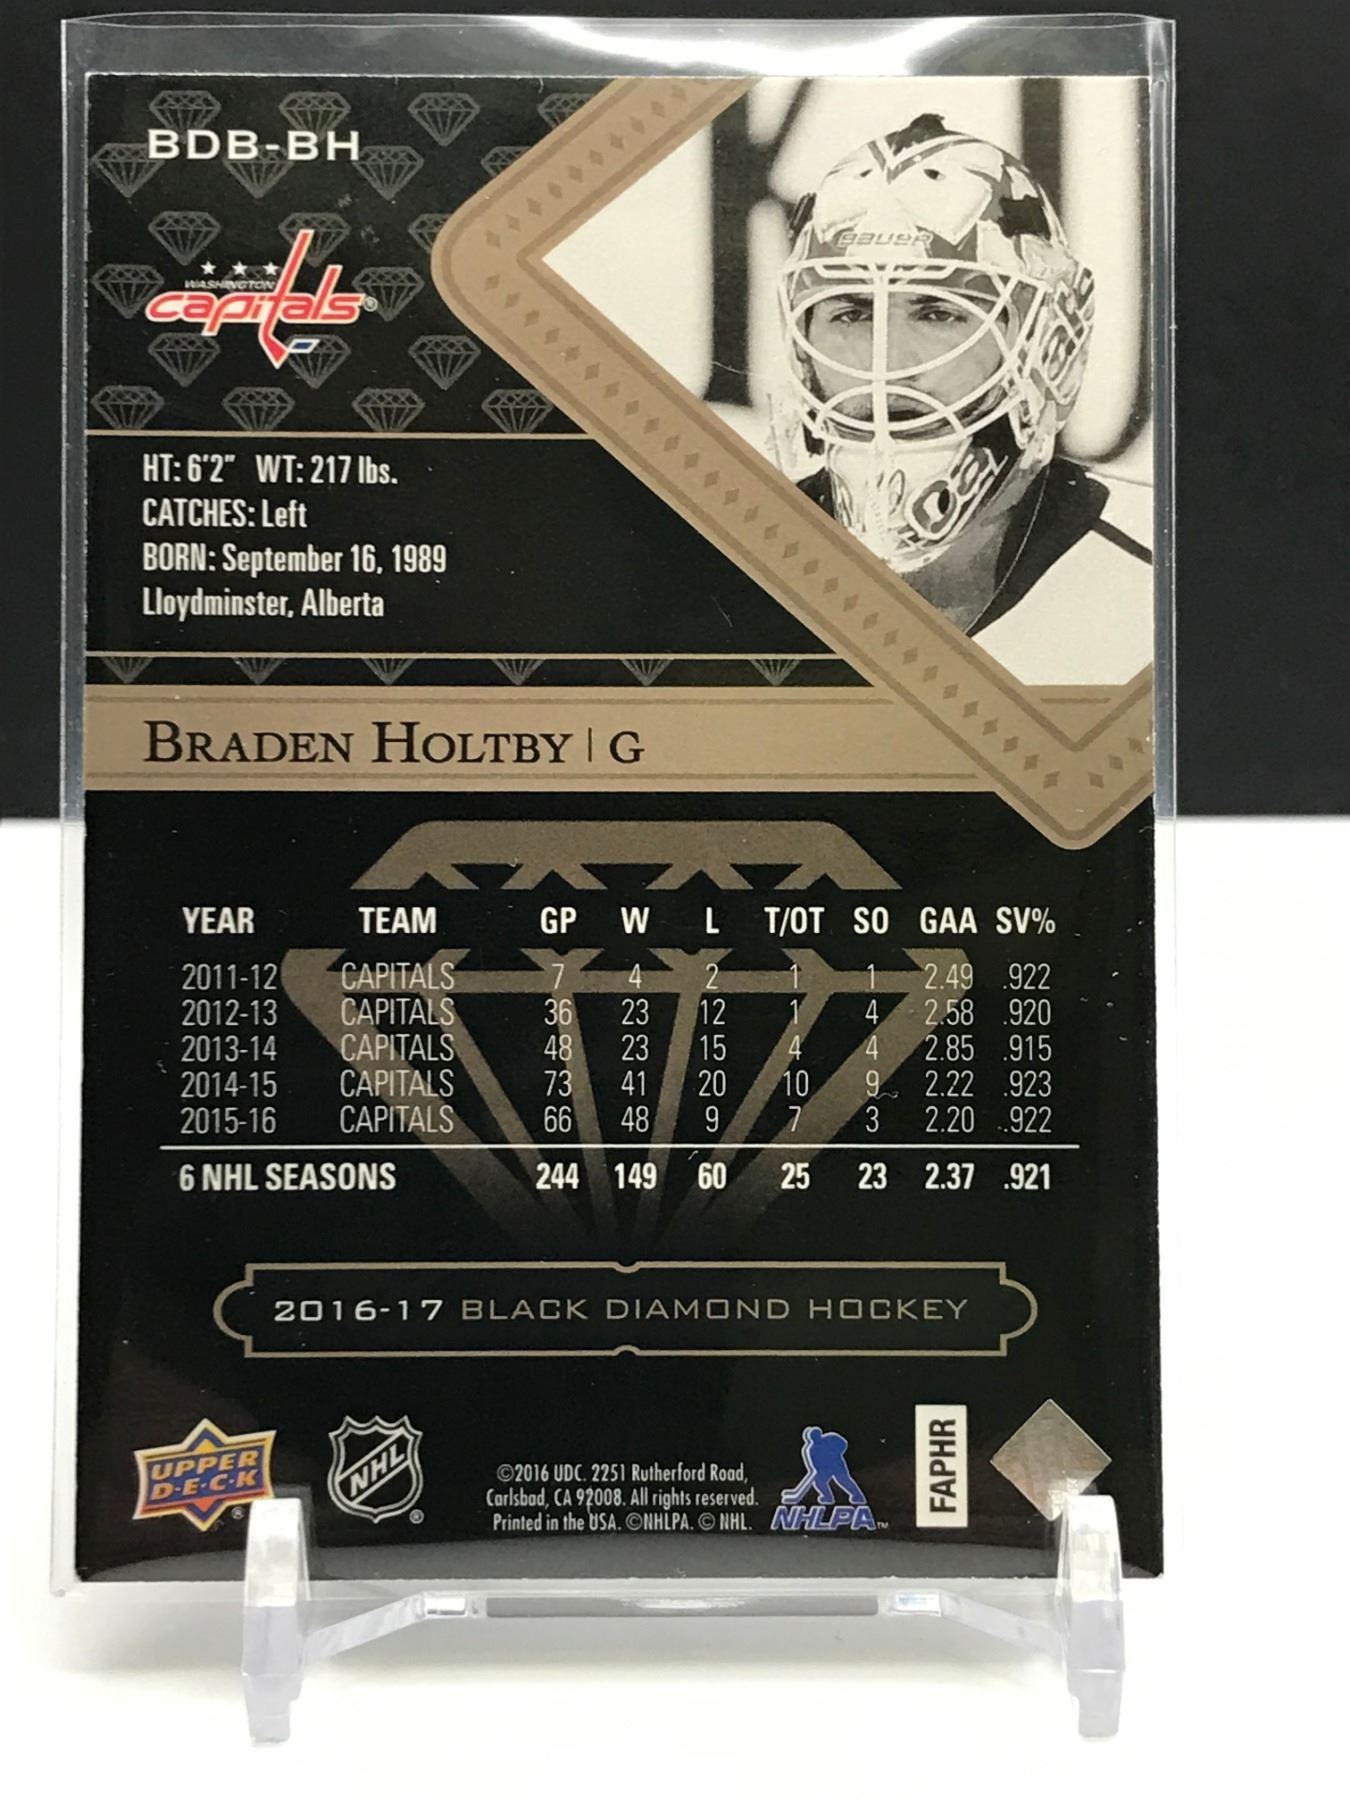 BDB-BH
BAUER
WASHINGTON
capitals®
HT: 6'2" WT: 217 lbs.
CATCHES: Left
BORN: September 16, 1989
Lloydminster, Alberta
BRADEN HOLTBY | G
YEAR TEAM GP W L T/OT SO GAA SV%
2011-12 CAPITALS 7 4 2 1 1 2.49 .922
2012-13 CAPITALS 36 23 12 1 4 2.58 .920
2013-14 CAPITALS 48 23 15 4 4 2.85 .915
2014-15 CAPITALS 73 41 20 10 9 2.22 .923
2015-16 CAPITALS 66 48 9 7 3 2.20 .922
6 NHL SEASONS 244 149 60 25 23 2.37 .921
2016-17 BLACK DIAMOND HOCKEY
UPPER
D·E·C·K
®
NHL
®
©2016 UDC. 2251 Rutherford Road,
Carlsbad, CA 92008. All rights reserved.
Printed in the USA. ©NHLPA. © NHL.
NHLPA™
FAPHR